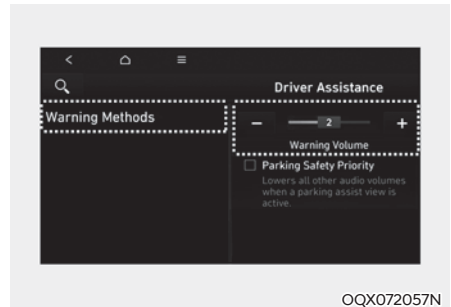 Driver Assistance
Warning Methods
− 2 +
Warning Volume
Parking Safety Priority
Lowers all other audio volumes
when a parking assist view is
active.
OQX072057N